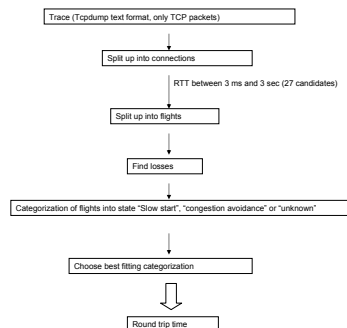 Trace (Tcpdump text format, only TCP packets)
Split up into connections
RTT between 3 ms and 3 sec (27 candidates)
Split up into flights
Find losses
Categorization of flights into state “Slow start”, “congestion avoidance” or “unknown”
Choose best fitting categorization
Round trip time